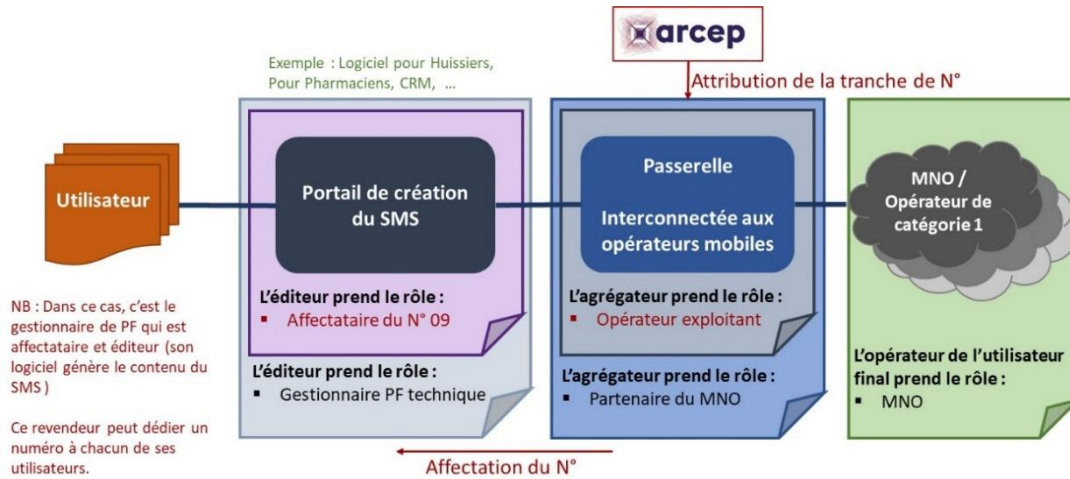 arcep
Attribution de la tranche de N°
Exemple : Logiciel pour Huissiers,
Pour Pharmaciens, CRM, …
Utilisateur
Portail de création
du SMS
Passerelle
Interconnectée aux
opérateurs mobiles
MNO /
Opérateur de
catégorie 1
NB : Dans ce cas, c’est le
gestionnaire de PF qui est
affectataire et éditeur (son
logiciel génère le contenu du
SMS )
Ce revendeur peut dédier un
numéro à chacun de ses
utilisateurs.
L’éditeur prend le rôle :
▪ Affectataire du N° 09
L’éditeur prend le rôle :
▪ Gestionnaire PF technique
L’agrégateur prend le rôle :
▪ Opérateur exploitant
L’agrégateur prend le rôle :
▪ Partenaire du MNO
L’opérateur de l’utilisateur
final prend le rôle :
▪ MNO
Affectation du N°